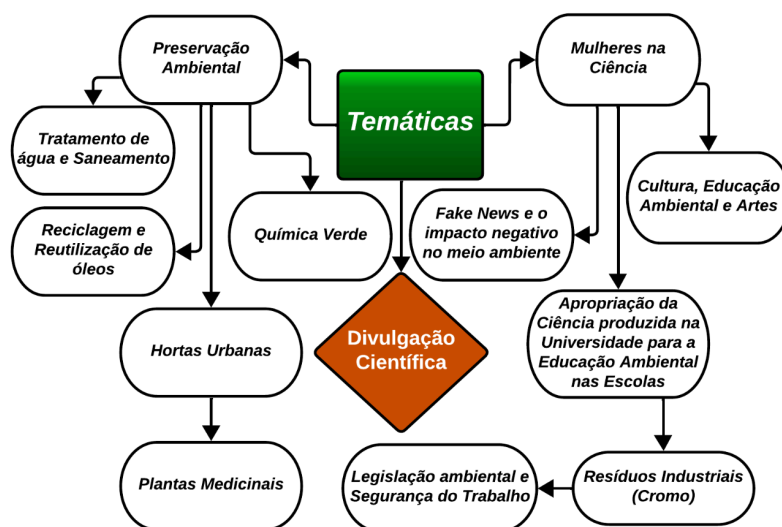 Preservação
Ambiental
Mulheres na
Ciência
Temáticas
Tratamento de
água e Saneamento
Cultura, Educação
Ambiental e Artes
Reciclagem e
Reutilização de
óleos
Química Verde
Fake News e o
impacto negativo
no meio ambiente
Divulgação
Científica
Hortas Urbanas
Apropriação da
Ciência produzida na
Universidade para a
Educação Ambiental
nas Escolas
Plantas Medicinais
Legislação ambiental e
Segurança do Trabalho
Resíduos Industriais
(Cromo)